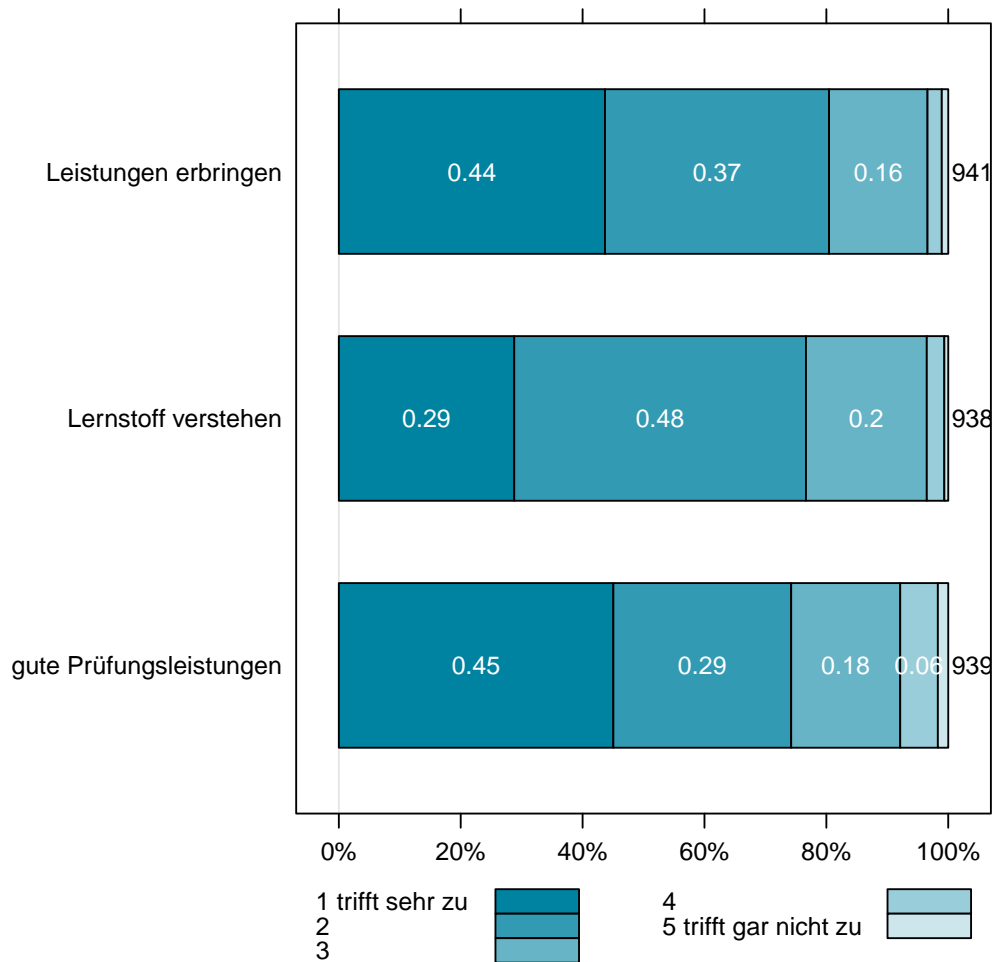 Leistungen erbringen 0.44 0.37 0.16 941
Lernstoff verstehen 0.29 0.48 0.2 938
gute Prüfungsleistungen 0.45 0.29 0.18 0.06 939
0% 20% 40% 60% 80% 100%
1 trifft sehr zu
2
3
4
5 trifft gar nicht zu